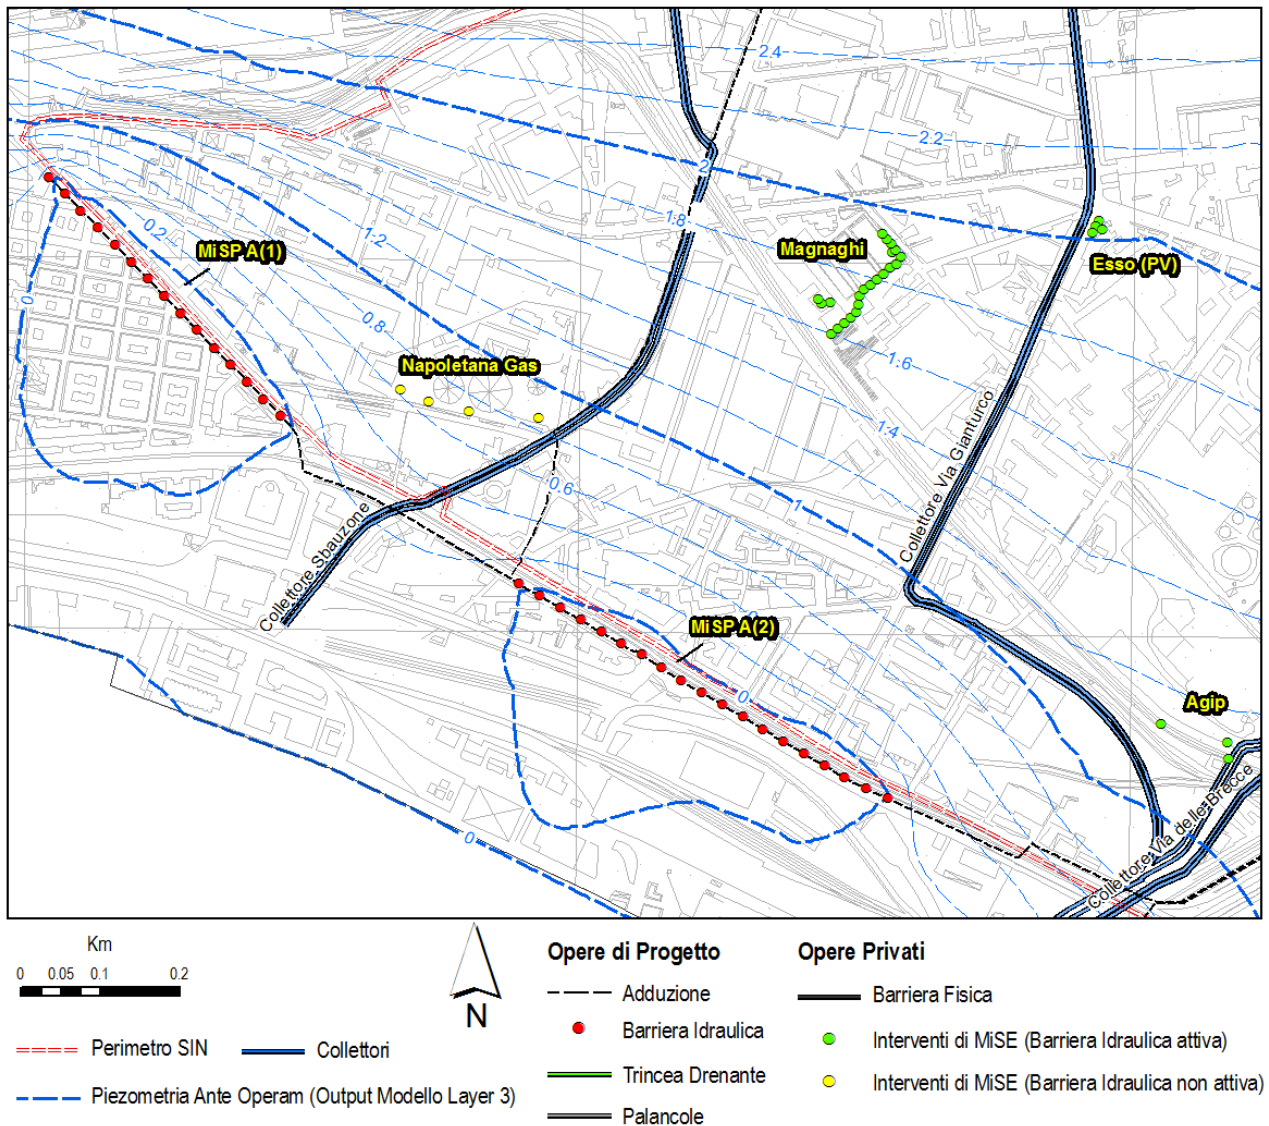 2.4
2.2
2
1.8
1.2
0.2
MiSP A(1)
Magnaghi
Esso (PV)
0
0.8
Napoletana Gas
1.6
1.4
0.6
1
Collettore Via Gianturco
Collettore Sbauzone
MiSP A(2)
0
Agip
0
Collettore Via delle Brecce
Km
0 0.05 0.1 0.2
N
Perimetro SIN
Collettori
Piezometria Ante Operam (Output Modello Layer 3)
Opere di Progetto
Adduzione
Barriera Idraulica
Trincea Drenante
Palancole
Opere Privati
Barriera Fisica
Interventi di MiSE (Barriera Idraulica attiva)
Interventi di MiSE (Barriera Idraulica non attiva)